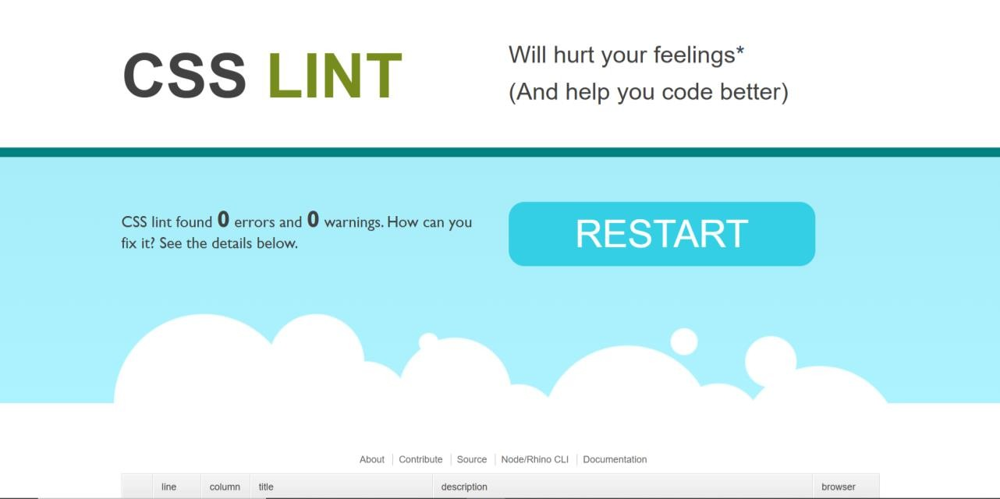 CSS LINT
Will hurt your feelings*
(And help you code better)
CSS lint found 0 errors and 0 warnings. How can you
fix it? See the details below.
RESTART
About Contribute Source Node/Rhino CLI Documentation
line column title description browser